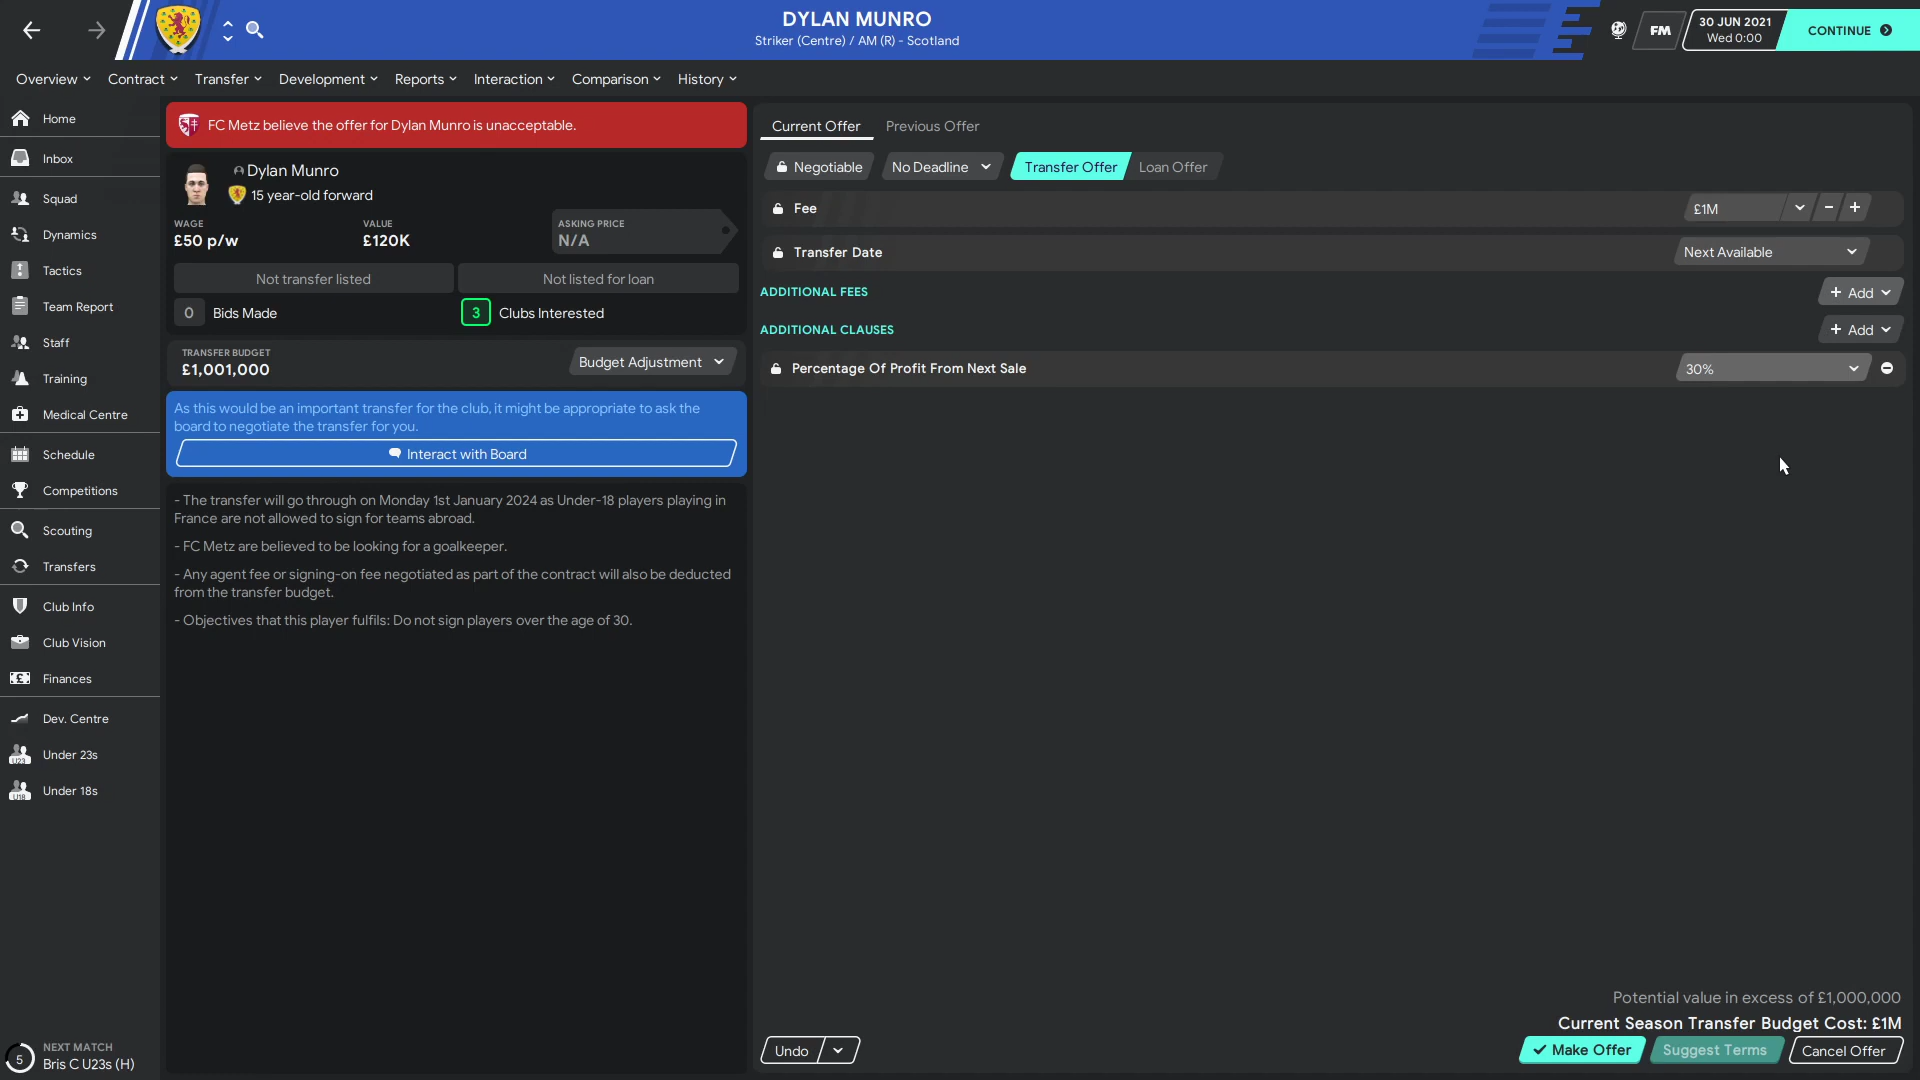 DYLAN MUNRO
Striker (Centre) / AM (R) - Scotland
FM
30 JUN 2021
Wed 0:00
CONTINUE
Overview
Contract
Transfer
Development
Reports
Interaction
Comparison
History
Home
Inbox
Squad
Dynamics
Tactics
Team Report
Staff
Training
Medical Centre
Schedule
Competitions
Scouting
Transfers
Club Info
Club Vision
Finances
Dev. Centre
U23
Under 23s
U18
Under 18s
5
NEXT MATCH
Bris C U23s (H)
FC Metz believe the offer for Dylan Munro is unacceptable.
Dylan Munro
15 year-old forward
WAGE
£50 p/w
VALUE
£120K
ASKING PRICE
N/A
Not transfer listed
Not listed for loan
0 Bids Made
3 Clubs Interested
TRANSFER BUDGET
£1,001,000
Budget Adjustment
As this would be an important transfer for the club, it might be appropriate to ask the
board to negotiate the transfer for you.
Interact with Board
- The transfer will go through on Monday 1st January 2024 as Under-18 players playing in
France are not allowed to sign for teams abroad.
- FC Metz are believed to be looking for a goalkeeper.
- Any agent fee or signing-on fee negotiated as part of the contract will also be deducted
from the transfer budget.
- Objectives that this player fulfils: Do not sign players over the age of 30.
Current Offer
Previous Offer
Negotiable
No Deadline
Transfer Offer
Loan Offer
Fee
£1M
Transfer Date
Next Available
ADDITIONAL FEES
+ Add
ADDITIONAL CLAUSES
+ Add
Percentage Of Profit From Next Sale
30%
Potential value in excess of £1,000,000
Current Season Transfer Budget Cost: £1M
Undo
Make Offer
Suggest Terms
Cancel Offer